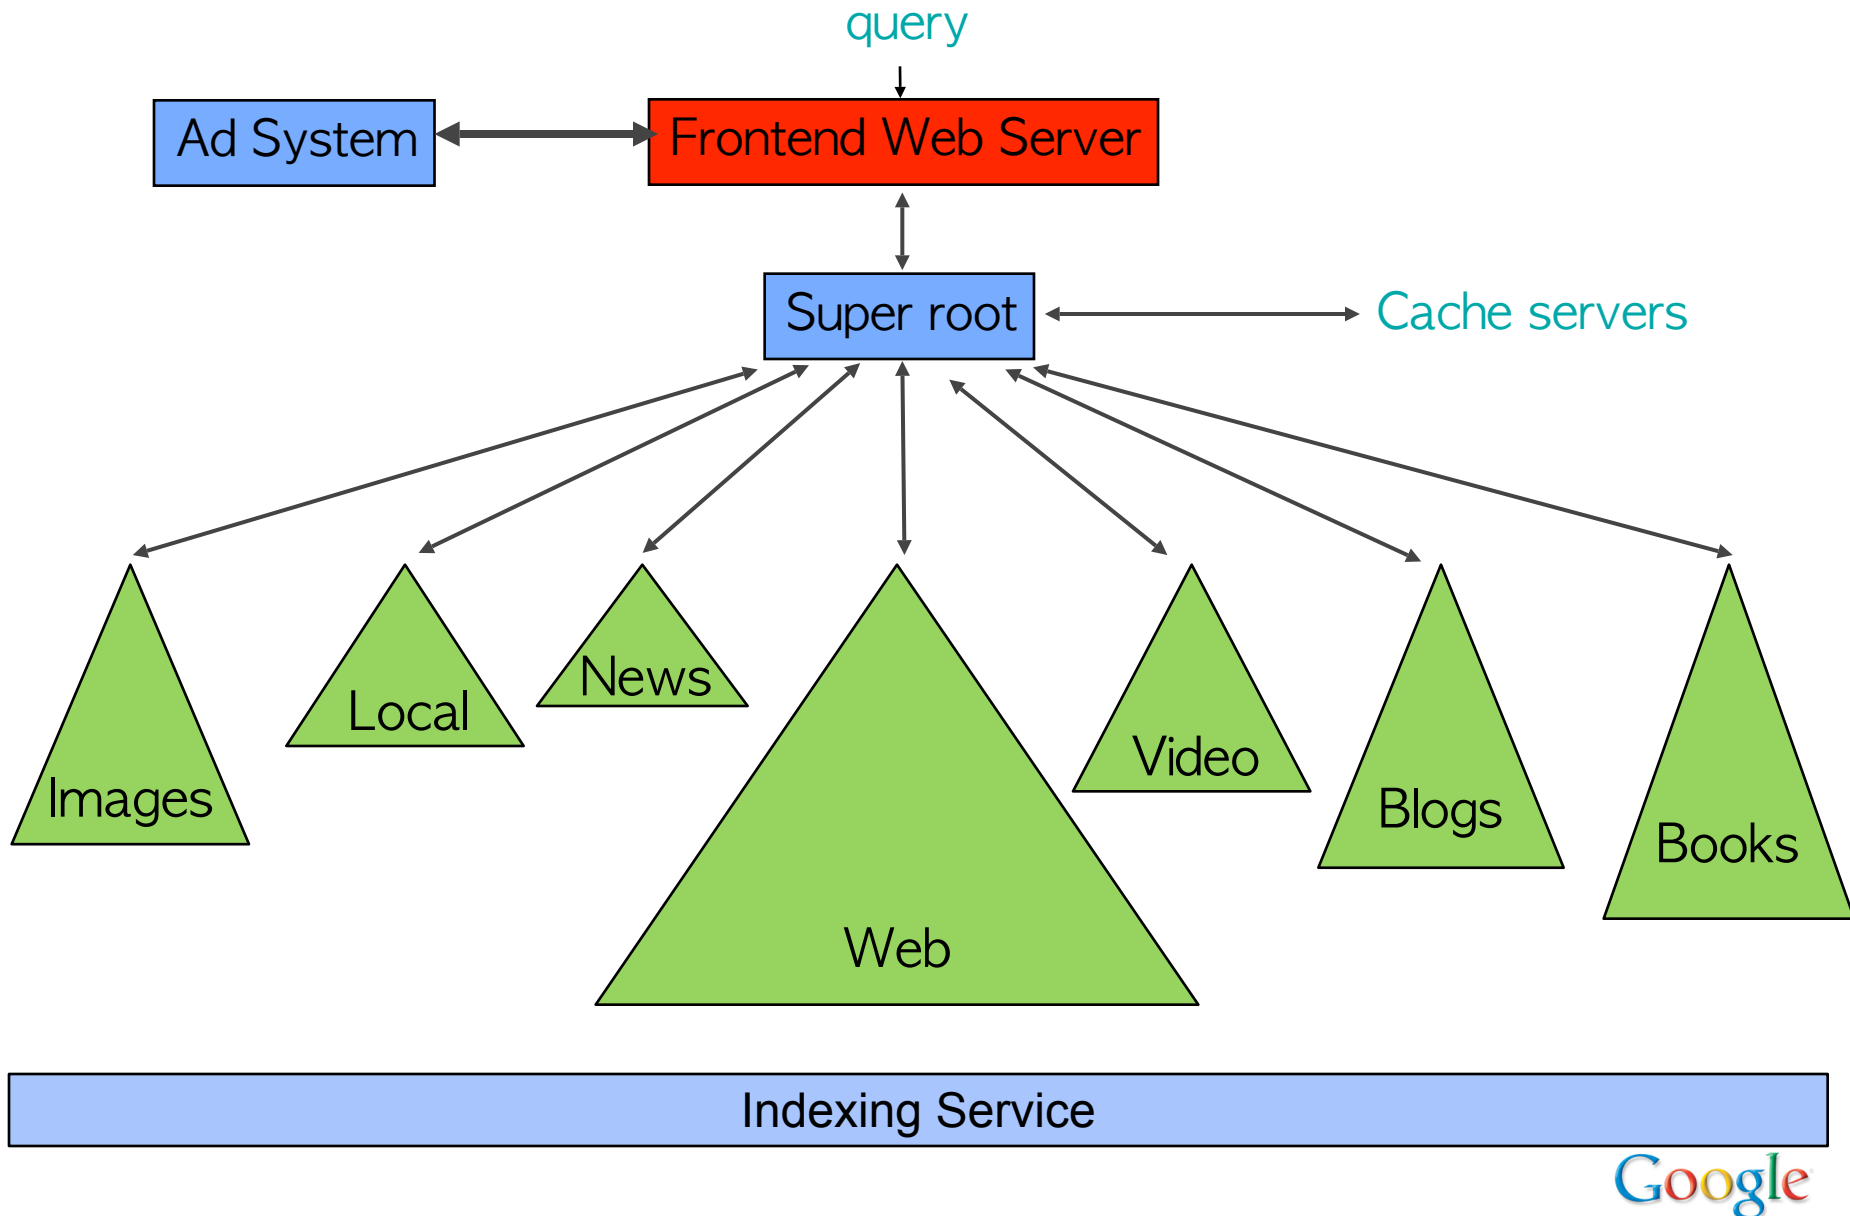 query
Ad System
Frontend Web Server
Super root
Cache servers
Images
Local
News
Web
Video
Blogs
Books
Indexing Service
Google